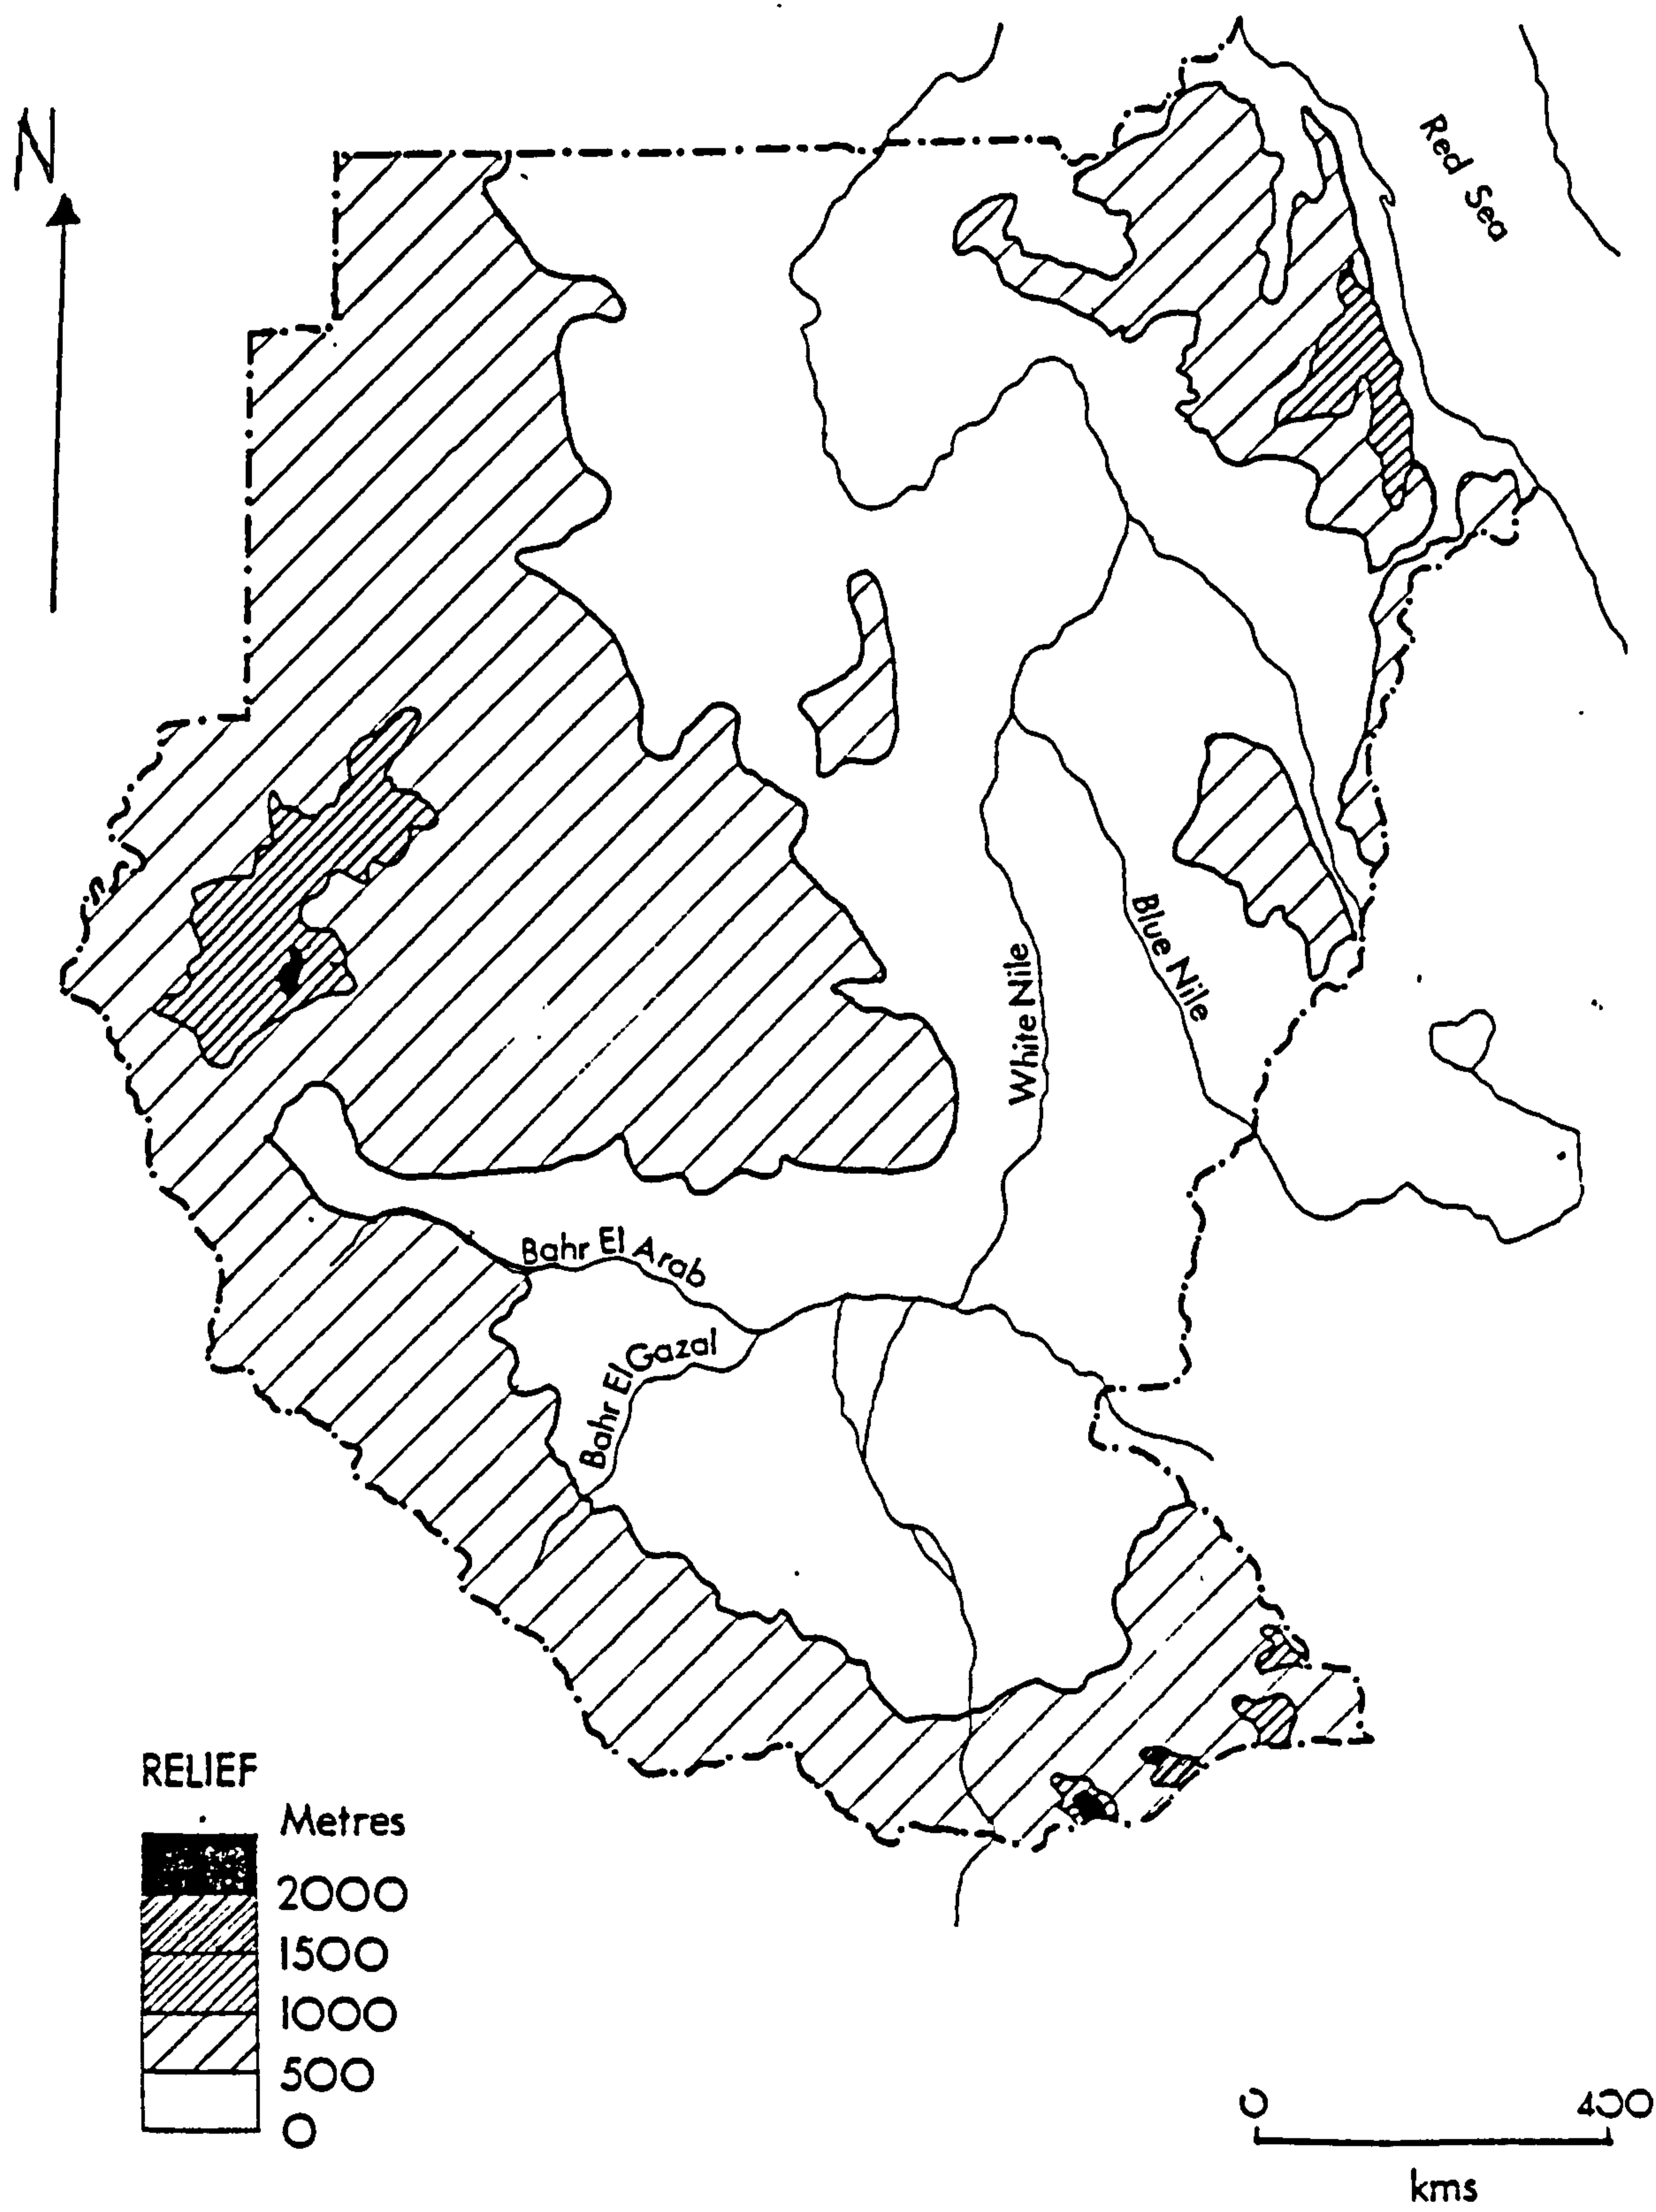 N
Red Sea
White Nile
Blue Nile
Bahr El Arab
Bahr El Gazal
RELIEF
Metres
2000
1500
1000
500
0
0 400
kms